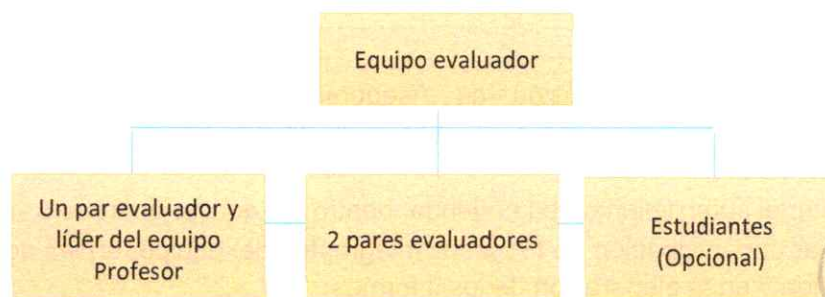 Equipo evaluador
Un par evaluador y
líder del equipo
Profesor
2 pares evaluadores
Estudiantes
(Opcional)